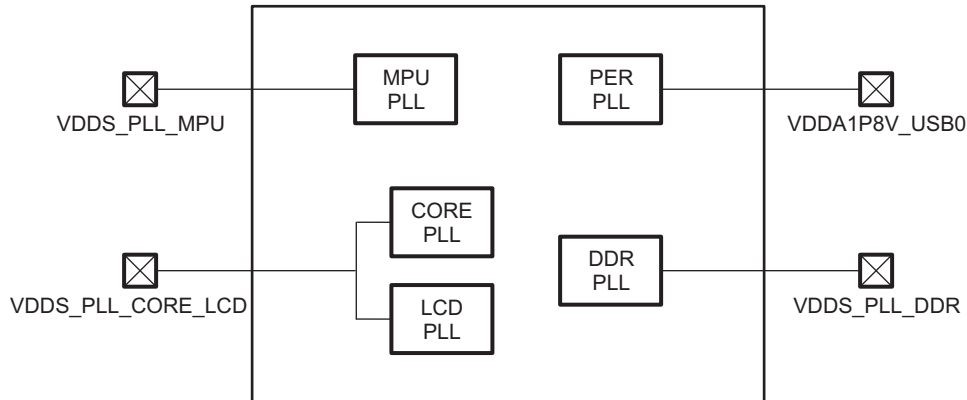 MPU
PLL
PER
PLL
VDDS_PLL_MPU
VDDA1P8V_USB0
CORE
PLL
DDR
PLL
VDDS_PLL_CORE_LCD
LCD
PLL
VDDS_PLL_DDR